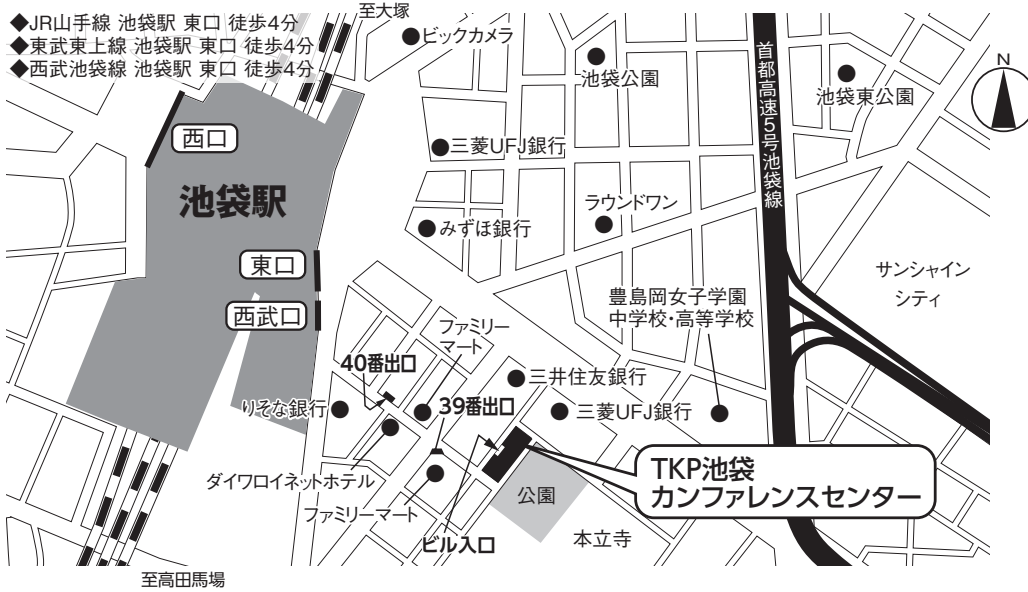 ◆JR山手線 池袋駅 東口 徒歩4分
◆東武東上線 池袋駅 東口 徒歩4分
◆西武池袋線 池袋駅 東口 徒歩4分
至大塚
ビックカメラ
池袋公園
首都高速5号池袋線
池袋東公園
N
西口
三菱UFJ銀行
池袋駅
ラウンドワン
みずほ銀行
東口
サンシャイン
シティ
西武口
豊島岡女子学園
中学校・高等学校
ファミリー
マート
40番出口
三井住友銀行
りそな銀行
39番出口
三菱UFJ銀行
TKP池袋
カンファレンスセンター
ダイワロイネットホテル
公園
ファミリーマート
本立寺
ビル入口
至高田馬場